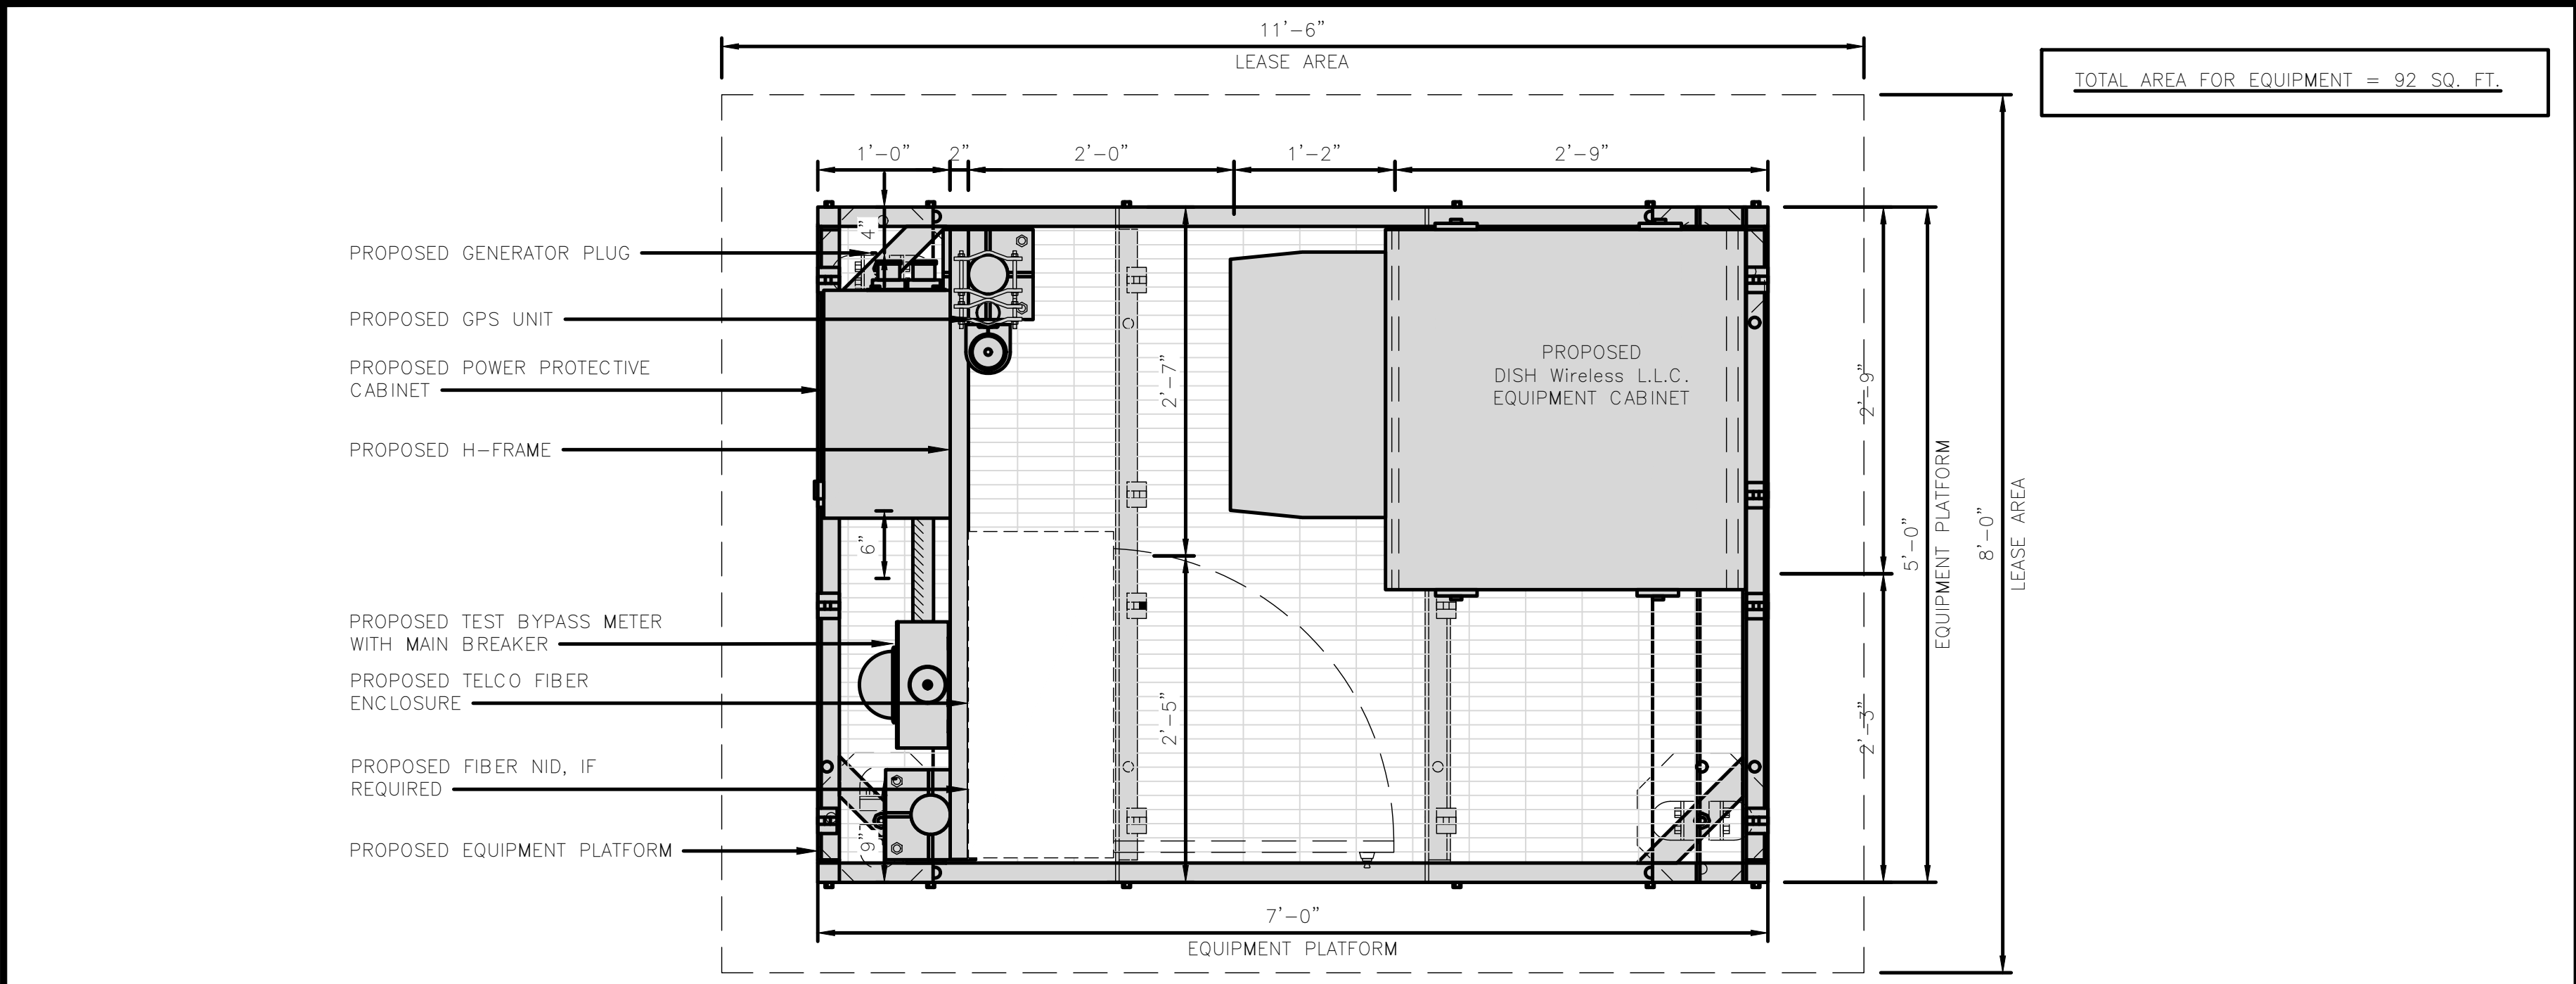 11'-6"
LEASE AREA
TOTAL AREA FOR EQUIPMENT = 92 SQ. FT.
1'-0"
2"
2'-0"
1'-2"
2'-9"
4"
PROPOSED GENERATOR PLUG
PROPOSED GPS UNIT
PROPOSED POWER PROTECTIVE
CABINET
PROPOSED H-FRAME
PROPOSED TEST BYPASS METER
WITH MAIN BREAKER
PROPOSED TELCO FIBER
ENCLOSURE
PROPOSED FIBER NID, IF
REQUIRED
PROPOSED EQUIPMENT PLATFORM
6"
9"
2'-7"
2'-5"
PROPOSED
DISH Wireless L.L.C.
EQUIPMENT CABINET
2'-9"
2'-3"
5'-0"
EQUIPMENT PLATFORM
8'-0"
LEASE AREA
7'-0"
EQUIPMENT PLATFORM